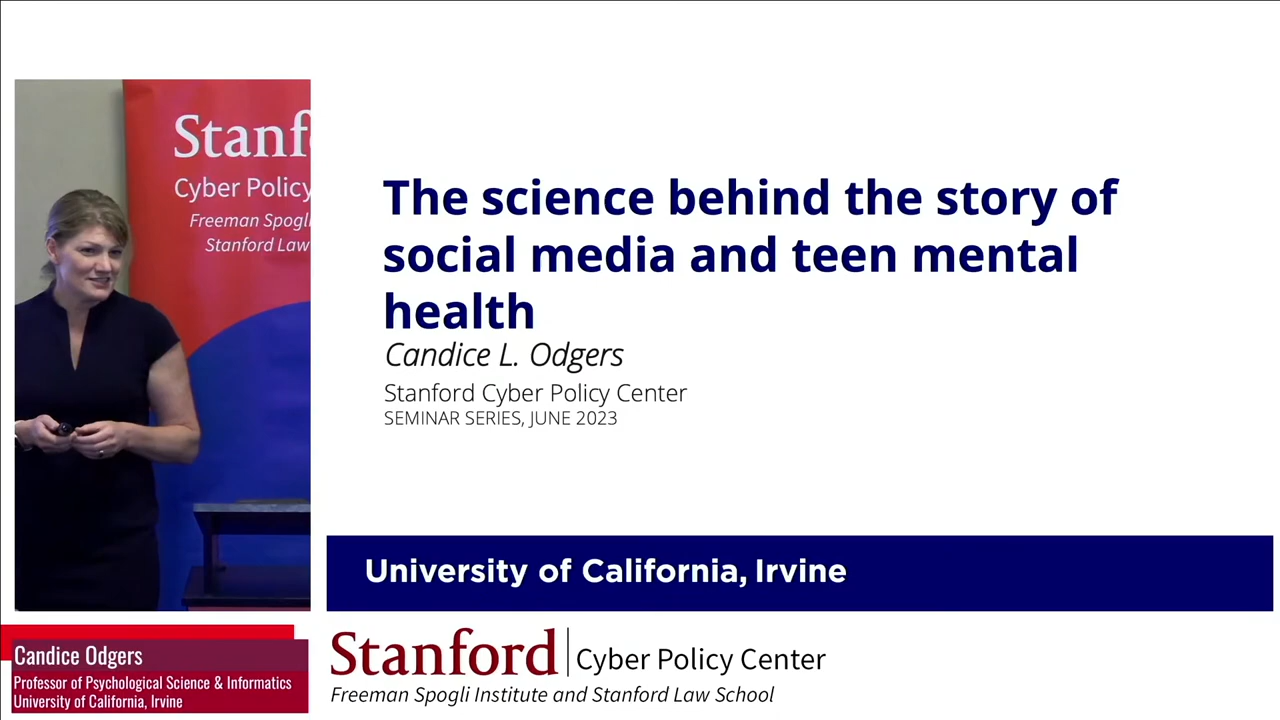 Stanf
Cyber Policy
Freeman Spogli
Stanford Law
The science behind the story of
social media and teen mental
health
Candice L. Odgers
Stanford Cyber Policy Center
SEMINAR SERIES, JUNE 2023
University of California, Irvine
Candice Odgers
Professor of Psychological Science & Informatics
University of California, Irvine
Stanford | Cyber Policy Center
Freeman Spogli Institute and Stanford Law School